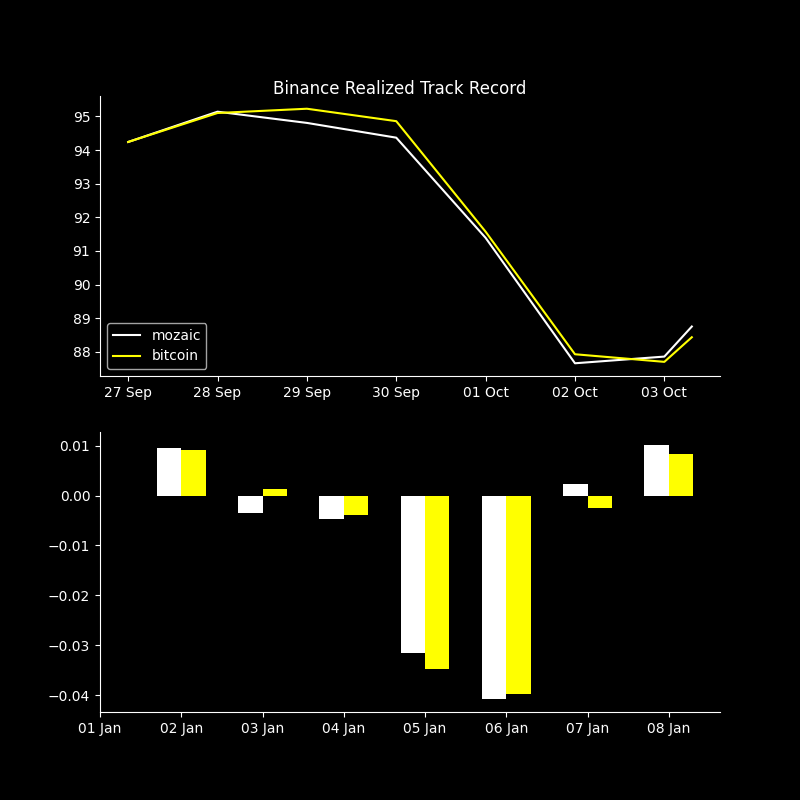 Binance Realized Track Record
95
94
93
92
91
90
89
88
mozaic
bitcoin
27 Sep 28 Sep 29 Sep 30 Sep 01 Oct 02 Oct 03 Oct
0.01
0.00
−0.01
−0.02
−0.03
−0.04
01 Jan 02 Jan 03 Jan 04 Jan 05 Jan 06 Jan 07 Jan 08 Jan